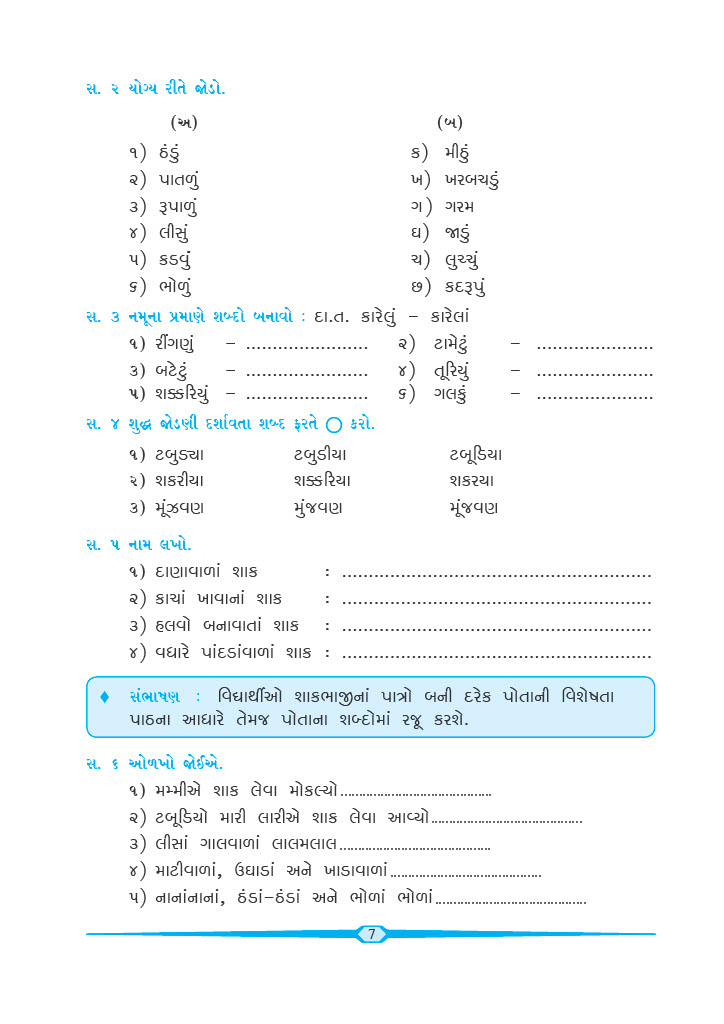 સ. ૨ યોગ્ય રીતે જોડો.
(અ) (બ)
૧) ઠંડું ક) મીઠું
૨) પાતળું ખ) ખરબચડું
૩) રૂપાળું ગ) ગરમ
૪) લીસું ઘ) જાડું
૫) કડવું ચ) લુચ્ચું
૬) ભોળું છ) કદરૂપું
સ. ૩ નમૂના પ્રમાણે શબ્દો બનાવો : દા.ત. કારેલું – કારેલાં
૧) રીંગણું – ....................... ૨) ટામેટું – ......................
૩) બટેટું – ....................... ૪) તૂરિયું – ......................
૫) શક્કરિયું – ....................... ૬) ગલકું – ......................
સ. ૪ શુદ્ધ જોડણી દર્શાવતા શબ્દ ફરતે ◯ કરો.
૧) ટબુડ્યા ટબુડીયા ટબૂડિયા
૨) શકરીયા શક્કરિયા શકરયા
૩) મૂંઝવણ મુંજવણ મૂંજવણ
સ. ૫ નામ લખો.
૧) દાણાવાળાં શાક : ...........................................................
૨) કાચાં ખાવાનાં શાક : ...........................................................
૩) હલવો બનાવાતાં શાક : ...........................................................
૪) વધારે પાંદડાંવાળાં શાક : ...........................................................
♦ સંભાષણ : વિદ્યાર્થીઓ શાકભાજીનાં પાત્રો બની દરેક પોતાની વિશેષતા
પાઠના આધારે તેમજ પોતાના શબ્દોમાં રજૂ કરશે.
સ. ૬ ઓળખો જોઈએ.
૧) મમ્મીએ શાક લેવા મોકલ્યો..........................................
૨) ટબૂડિયો મારી લારીએ શાક લેવા આવ્યો..........................................
૩) લીસાં ગાલવાળાં લાલમલાલ..........................................
૪) માટીવાળાં, ઉઘાડાં અને ખાડાવાળાં..........................................
૫) નાનાંનાનાં, ઠંડાં–ઠંડાં અને ભોળાં ભોળાં..........................................
7